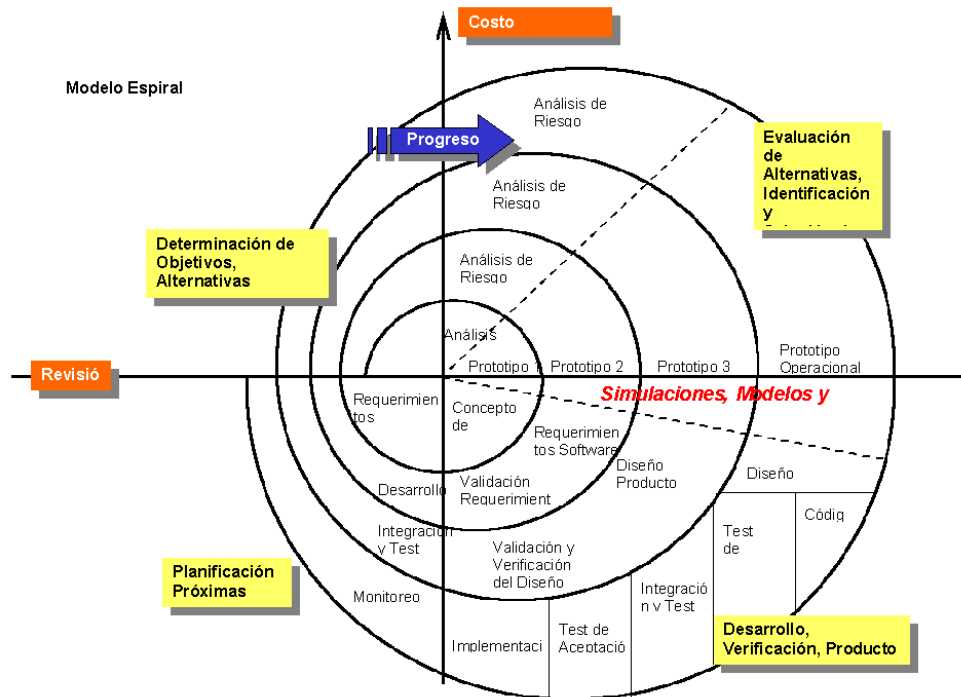 Costo
Modelo Espiral
Análisis de
Riesgo
Progreso
Evaluación
de
Alternativas,
Identificación
y
Análisis de
Riesgo
Determinación de
Objetivos,
Alternativas
Análisis de
Riesgo
Análisis
Prototipo 1
Prototipo 2
Prototipo 3
Prototipo
Operacional
Revisió
Simulaciones, Modelos y
Requerimien
tos
Concepto
de
Requerimien
tos Software
Diseño
Producto
Diseño
Desarrollo
Validación
Requerimient
Códig
Integración
y Test
Test
de
Validación y
Verificación
del Diseño
Planificación
Próximas
Monitoreo
Integració
n y Test
Implementaci
Test de
Aceptació
Desarrollo,
Verificación, Producto